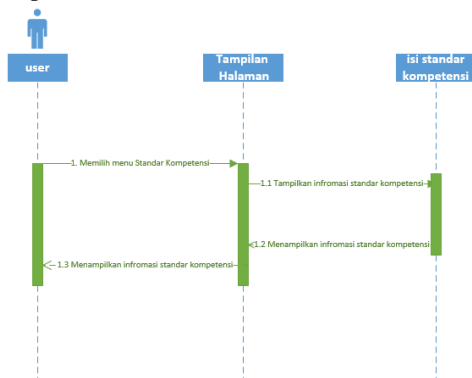 user
Tampilan
Halaman
isi standar
kompetensi
1. Memilih menu Standar Kompetensi
1.1 Tampilkan infromasi standar kompetensi
1.2 Menampilkan infromasi standar kompetensi
1.3 Menampilkan infromasi standar kompetensi